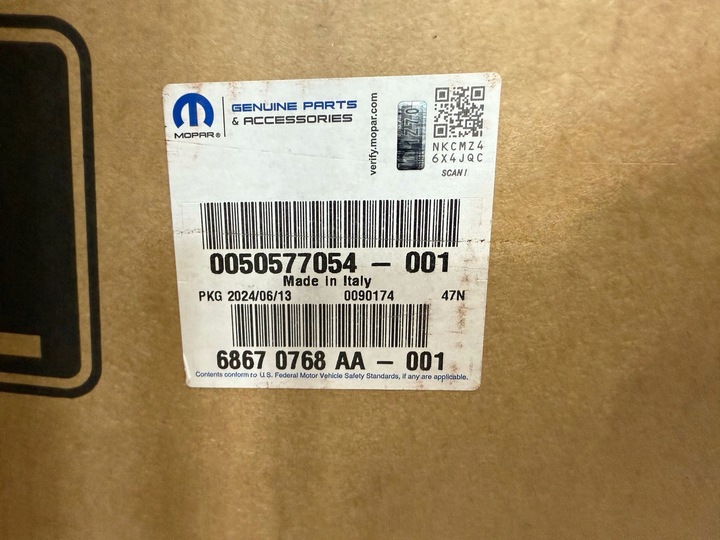 MOPAR®
GENUINE PARTS
& ACCESSORIES
verify.mopar.com
NKCMZ4
6X4JQC
SCAN!
0050577054 - 001
Made in Italy
PKG 2024/06/13 0090174 47N
6867 0768 AA - 001
Contents conform to U.S. Federal Motor Vehicle Safety Standards, if any are applicable.